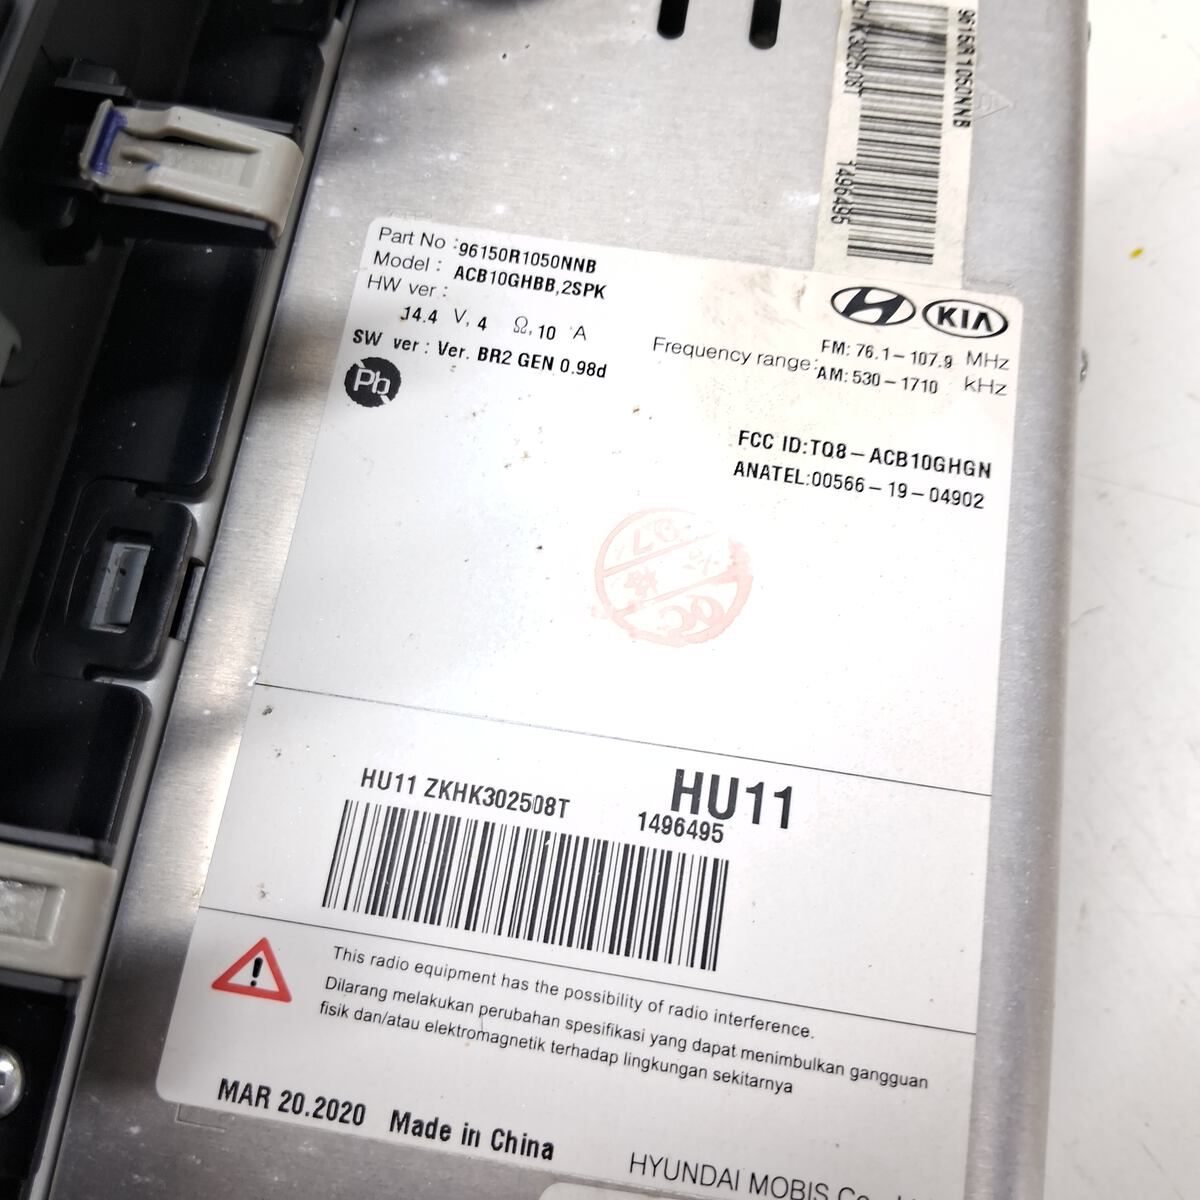 96150R1050NNB
ZHK302508T 1496495
Part No : 96150R1050NNB
Model : ACB10GHBB,2SPK
HW ver :
14.4 V, 4 Ω, 10 A
SW ver : Ver. BR2 GEN 0.98d
Pb
KIA
Frequency range: FM: 76.1-107.9 MHz
AM: 530-1710 kHz
FCC ID:TQ8-ACB10GHGN
ANATEL:00566-19-04902
QC
HU11 ZKHK302508T
HU11
1496495
This radio equipment has the possibility of radio interference.
Dilarang melakukan perubahan spesifikasi yang dapat menimbulkan gangguan
fisik dan/atau elektromagnetik terhadap lingkungan sekitarnya
MAR 20.2020 Made in China
HYUNDAI MOBIS